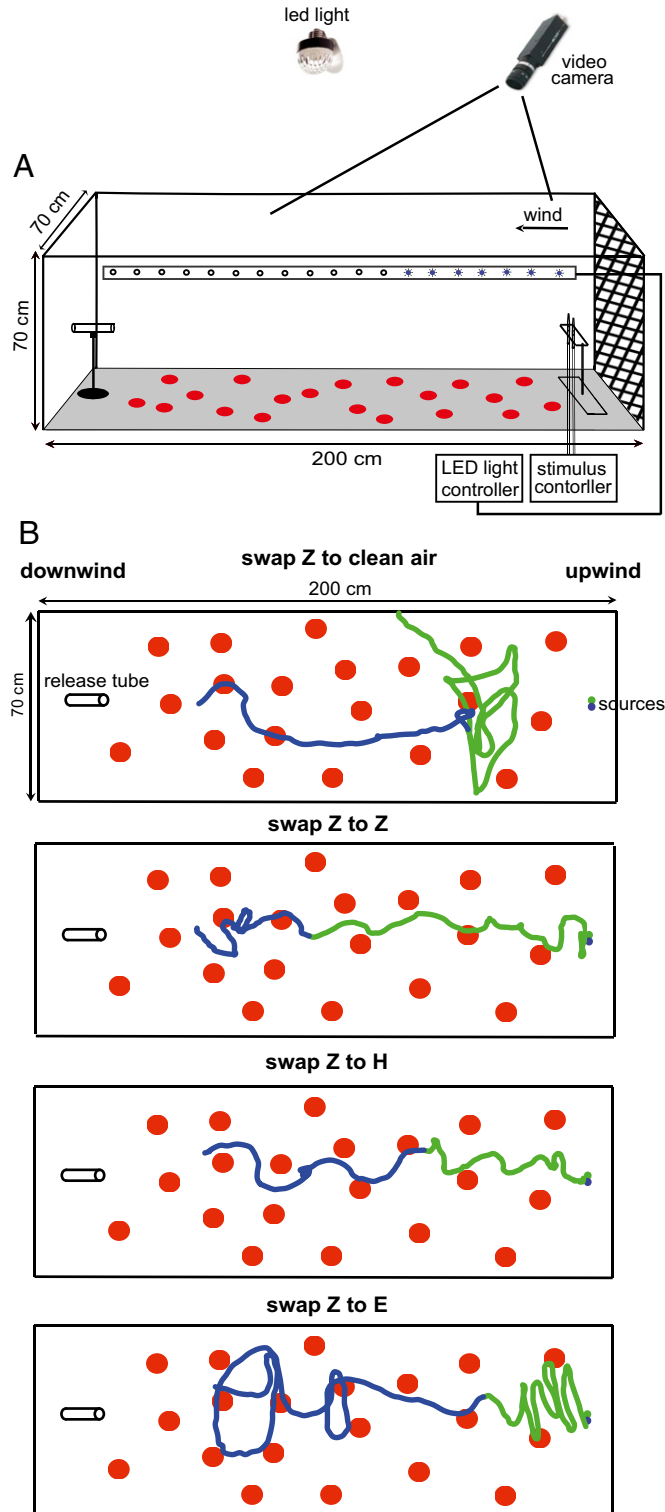 led light
video
camera
A
70 cm
wind
70 cm
200 cm
LED light
controller
stimulus
contorller
B
swap Z to clean air
downwind
upwind
200 cm
70 cm
release tube
sources
swap Z to Z
swap Z to H
swap Z to E